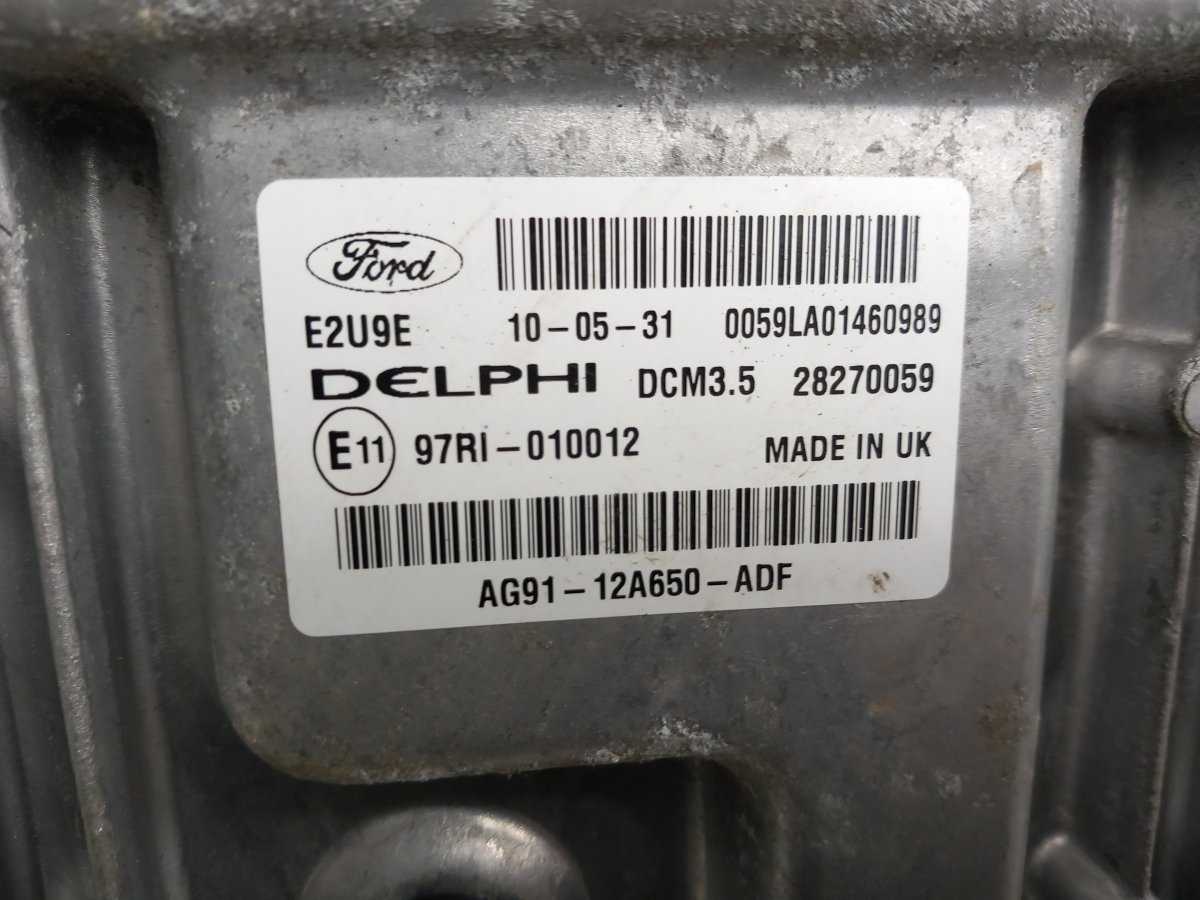 Ford
E2U9E 10-05-31 0059LA01460989
DELPHI DCM3.5 28270059
E11 97RI-010012 MADE IN UK
AG91-12A650-ADF